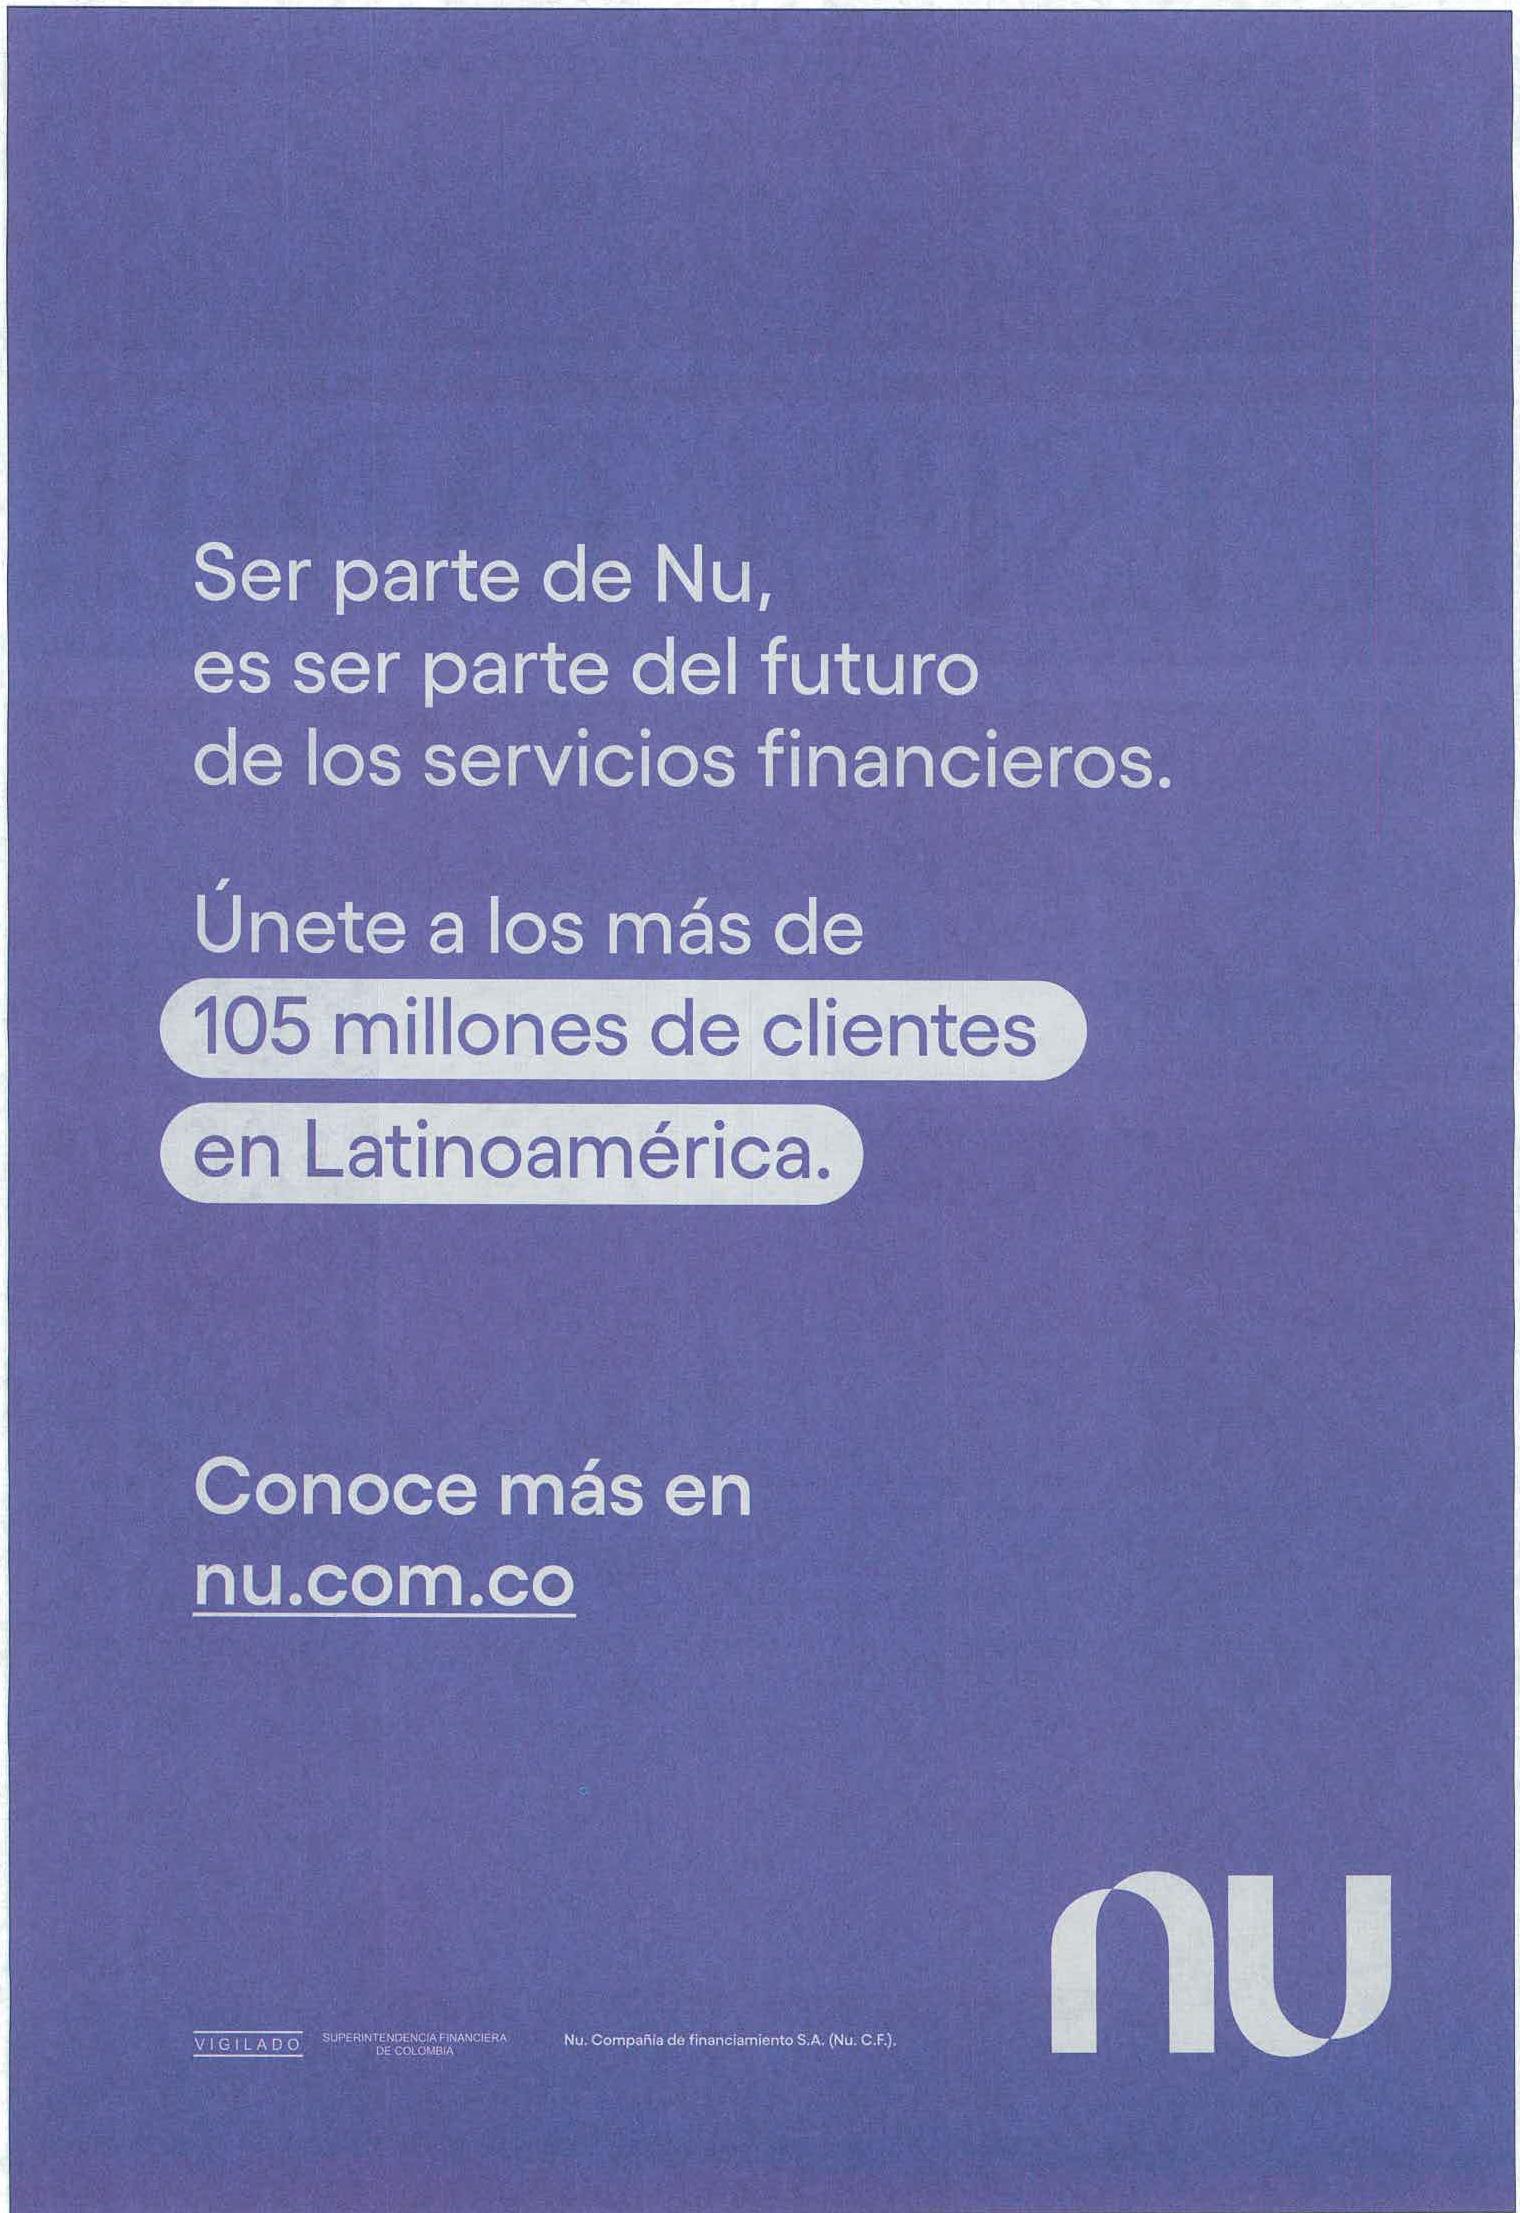 Ser parte de Nu,
es ser parte del futuro
de los servicios financieros.
Únete a los más de
105 millones de clientes
en Latinoamérica.
Conoce más en
nu.com.co
nu
VIGILADO
SUPERINTENDENCIA FINANCIERA
DE COLOMBIA
Nu. Compañia de financiamiento S.A. (Nu. C.F.).